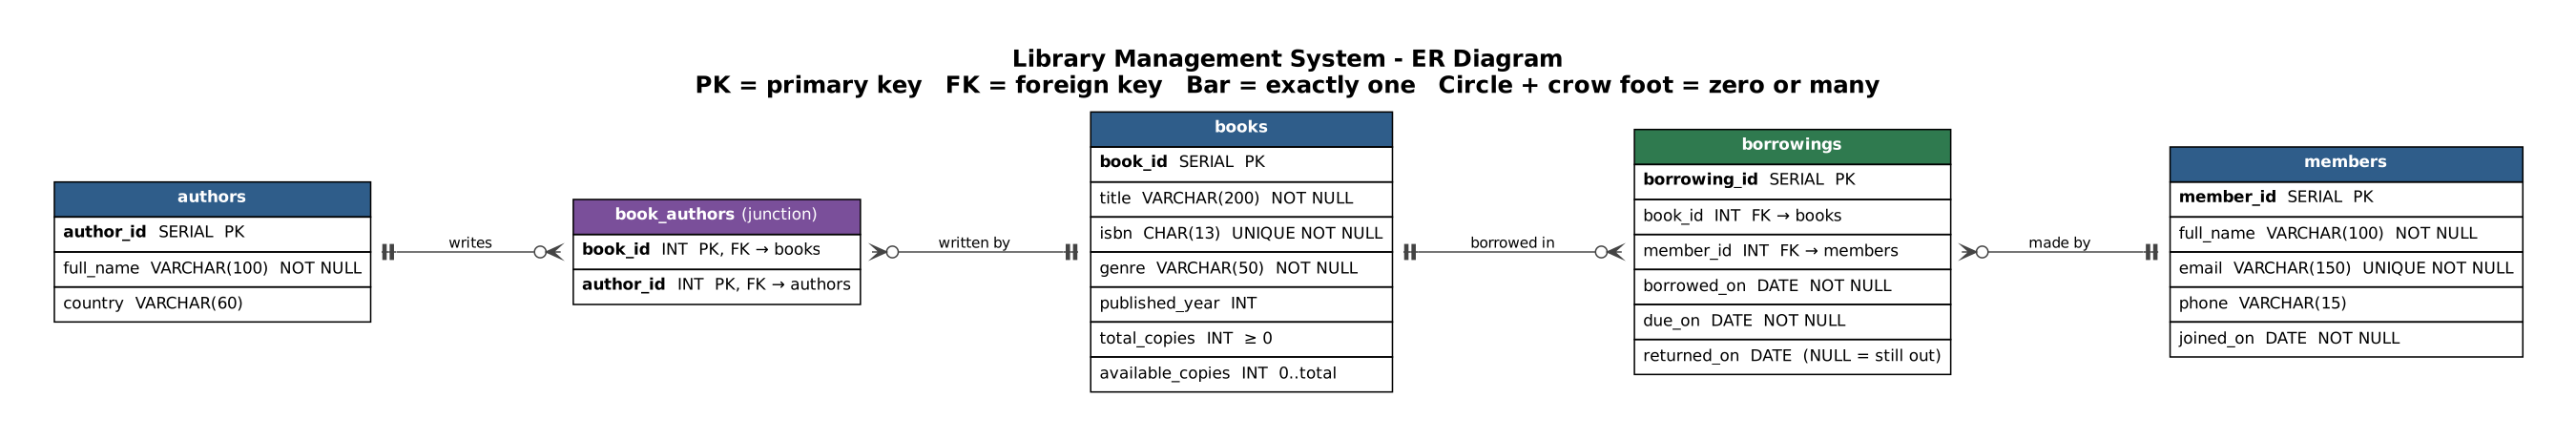 Library Management System - ER Diagram
PK = primary key   FK = foreign key   Bar = exactly one   Circle + crow foot = zero or many
authors
author_id  SERIAL  PK
full_name  VARCHAR(100)  NOT NULL
country  VARCHAR(60)
writes
book_authors (junction)
book_id  INT  PK, FK → books
author_id  INT  PK, FK → authors
written by
books
book_id  SERIAL  PK
title  VARCHAR(200)  NOT NULL
isbn  CHAR(13)  UNIQUE NOT NULL
genre  VARCHAR(50)  NOT NULL
published_year  INT
total_copies  INT  ≥ 0
available_copies  INT  0..total
borrowed in
borrowings
borrowing_id  SERIAL  PK
book_id  INT  FK → books
member_id  INT  FK → members
borrowed_on  DATE  NOT NULL
due_on  DATE  NOT NULL
returned_on  DATE  (NULL = still out)
made by
members
member_id  SERIAL  PK
full_name  VARCHAR(100)  NOT NULL
email  VARCHAR(150)  UNIQUE NOT NULL
phone  VARCHAR(15)
joined_on  DATE  NOT NULL